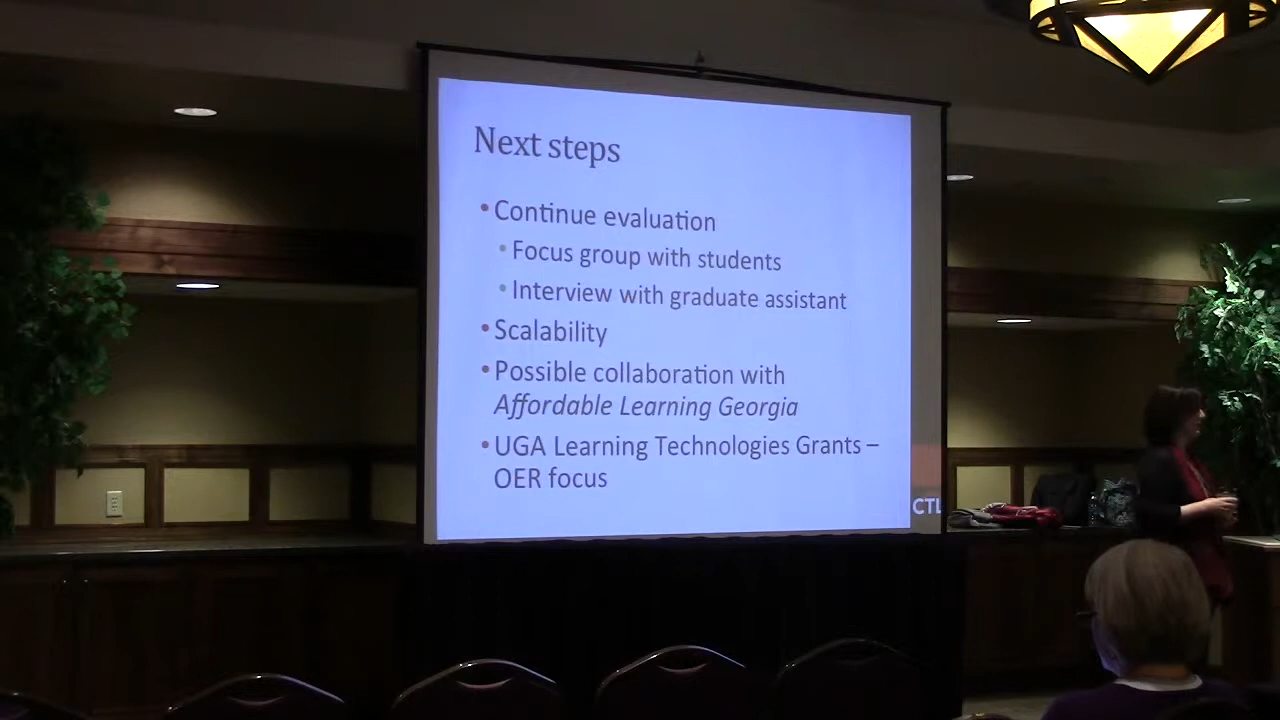 Next steps
• Continue evaluation
• Focus group with students
• Interview with graduate assistant
• Scalability
• Possible collaboration with
Affordable Learning Georgia
• UGA Learning Technologies Grants –
OER focus
CTL